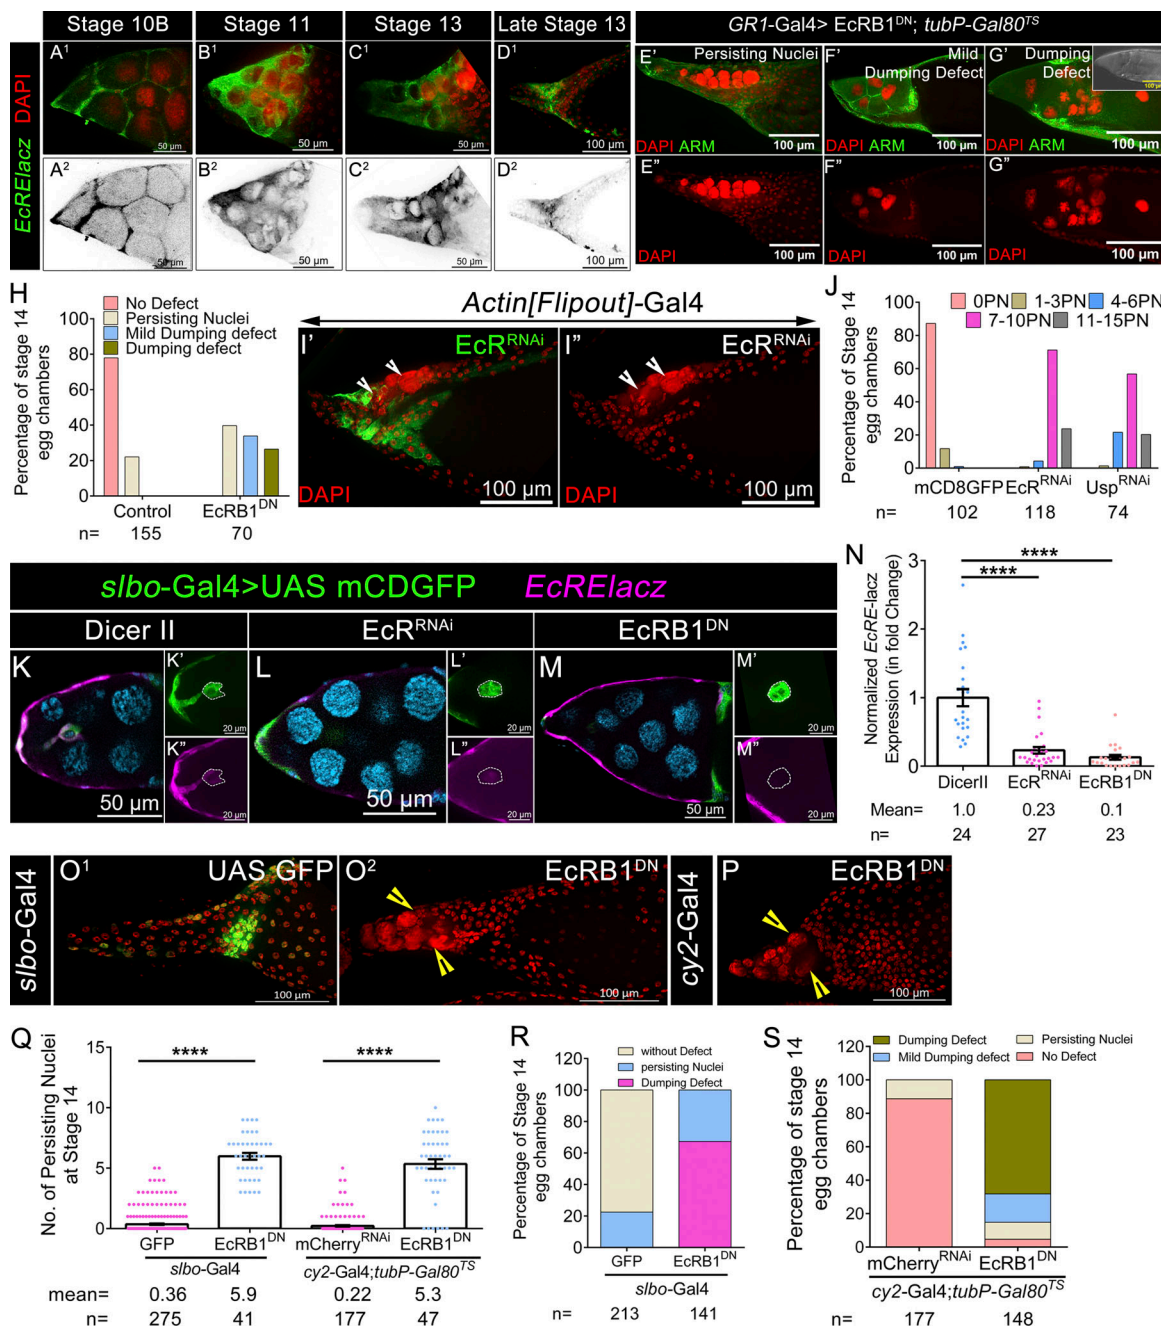 Stage 10B
Stage 11
Stage 13
Late Stage 13
GR1-Gal4> EcRB1DN; tubP-Gal80TS
EcRElacz DAPI
A1
50 µm
B1
50 µm
C1
50 µm
D1
100 µm
E' Persisting Nuclei
DAPI ARM
100 µm
F' Mild
Dumping Defect
DAPI ARM
100 µm
G' Dumping
Defect
100 µm
DAPI ARM
100 µm
A2
50 µm
B2
50 µm
C2
50 µm
D2
100 µm
E"
DAPI
100 µm
F"
DAPI
100 µm
G"
DAPI
100 µm
H
No Defect
Persisting Nuclei
Mild Dumping defect
Dumping defect
Percentage of stage 14
egg chambers
100
80
60
40
20
0
Control
EcRB1DN
n= 155 70
Actin[Flipout]-Gal4
I' EcRRNAi
DAPI
100 µm
I" EcRRNAi
100 µm
J
0PN
1-3PN
4-6PN
7-10PN
11-15PN
Percentage of Stage 14
egg chambers
100
80
60
40
20
0
mCD8GFP EcRRNAi UspRNAi
n= 102 118 74
slbo-Gal4>UAS mCDGFP EcRElacz
Dicer II
EcRRNAi
EcRB1DN
K
50 µm
K'
20 µm
K"
20 µm
L
50 µm
L'
20 µm
L"
20 µm
M
50 µm
M'
20 µm
M"
20 µm
N
Normalized EcRE-lacz
Expression (in fold Change)
3
2
1
0
****
****
DicerII EcRRNAi EcRB1DN
Mean= 1.0 0.23 0.1
n= 24 27 23
slbo-Gal4
O1 UAS GFP
100 µm
O2 EcRB1DN
100 µm
cy2-Gal4
P EcRB1DN
100 µm
Q
No. of Persisting Nuclei
at Stage 14
15
10
5
0
****
****
GFP EcRB1DN mCherryRNAi EcRB1DN
slbo-Gal4 cy2-Gal4;tubP-Gal80TS
mean= 0.36 5.9 0.22 5.3
n= 275 41 177 47
R
without Defect
persisting Nuclei
Dumping Defect
Percentage of Stage 14
egg chambers
120
100
80
60
40
20
0
GFP EcRB1DN
slbo-Gal4
n= 213 141
S
Dumping Defect
Mild Dumping defect
Persisting Nuclei
No Defect
Percentage of stage 14
egg chambers
120
100
80
60
40
20
0
mCherryRNAi EcRB1DN
cy2-Gal4;tubP-Gal80TS
n= 177 148